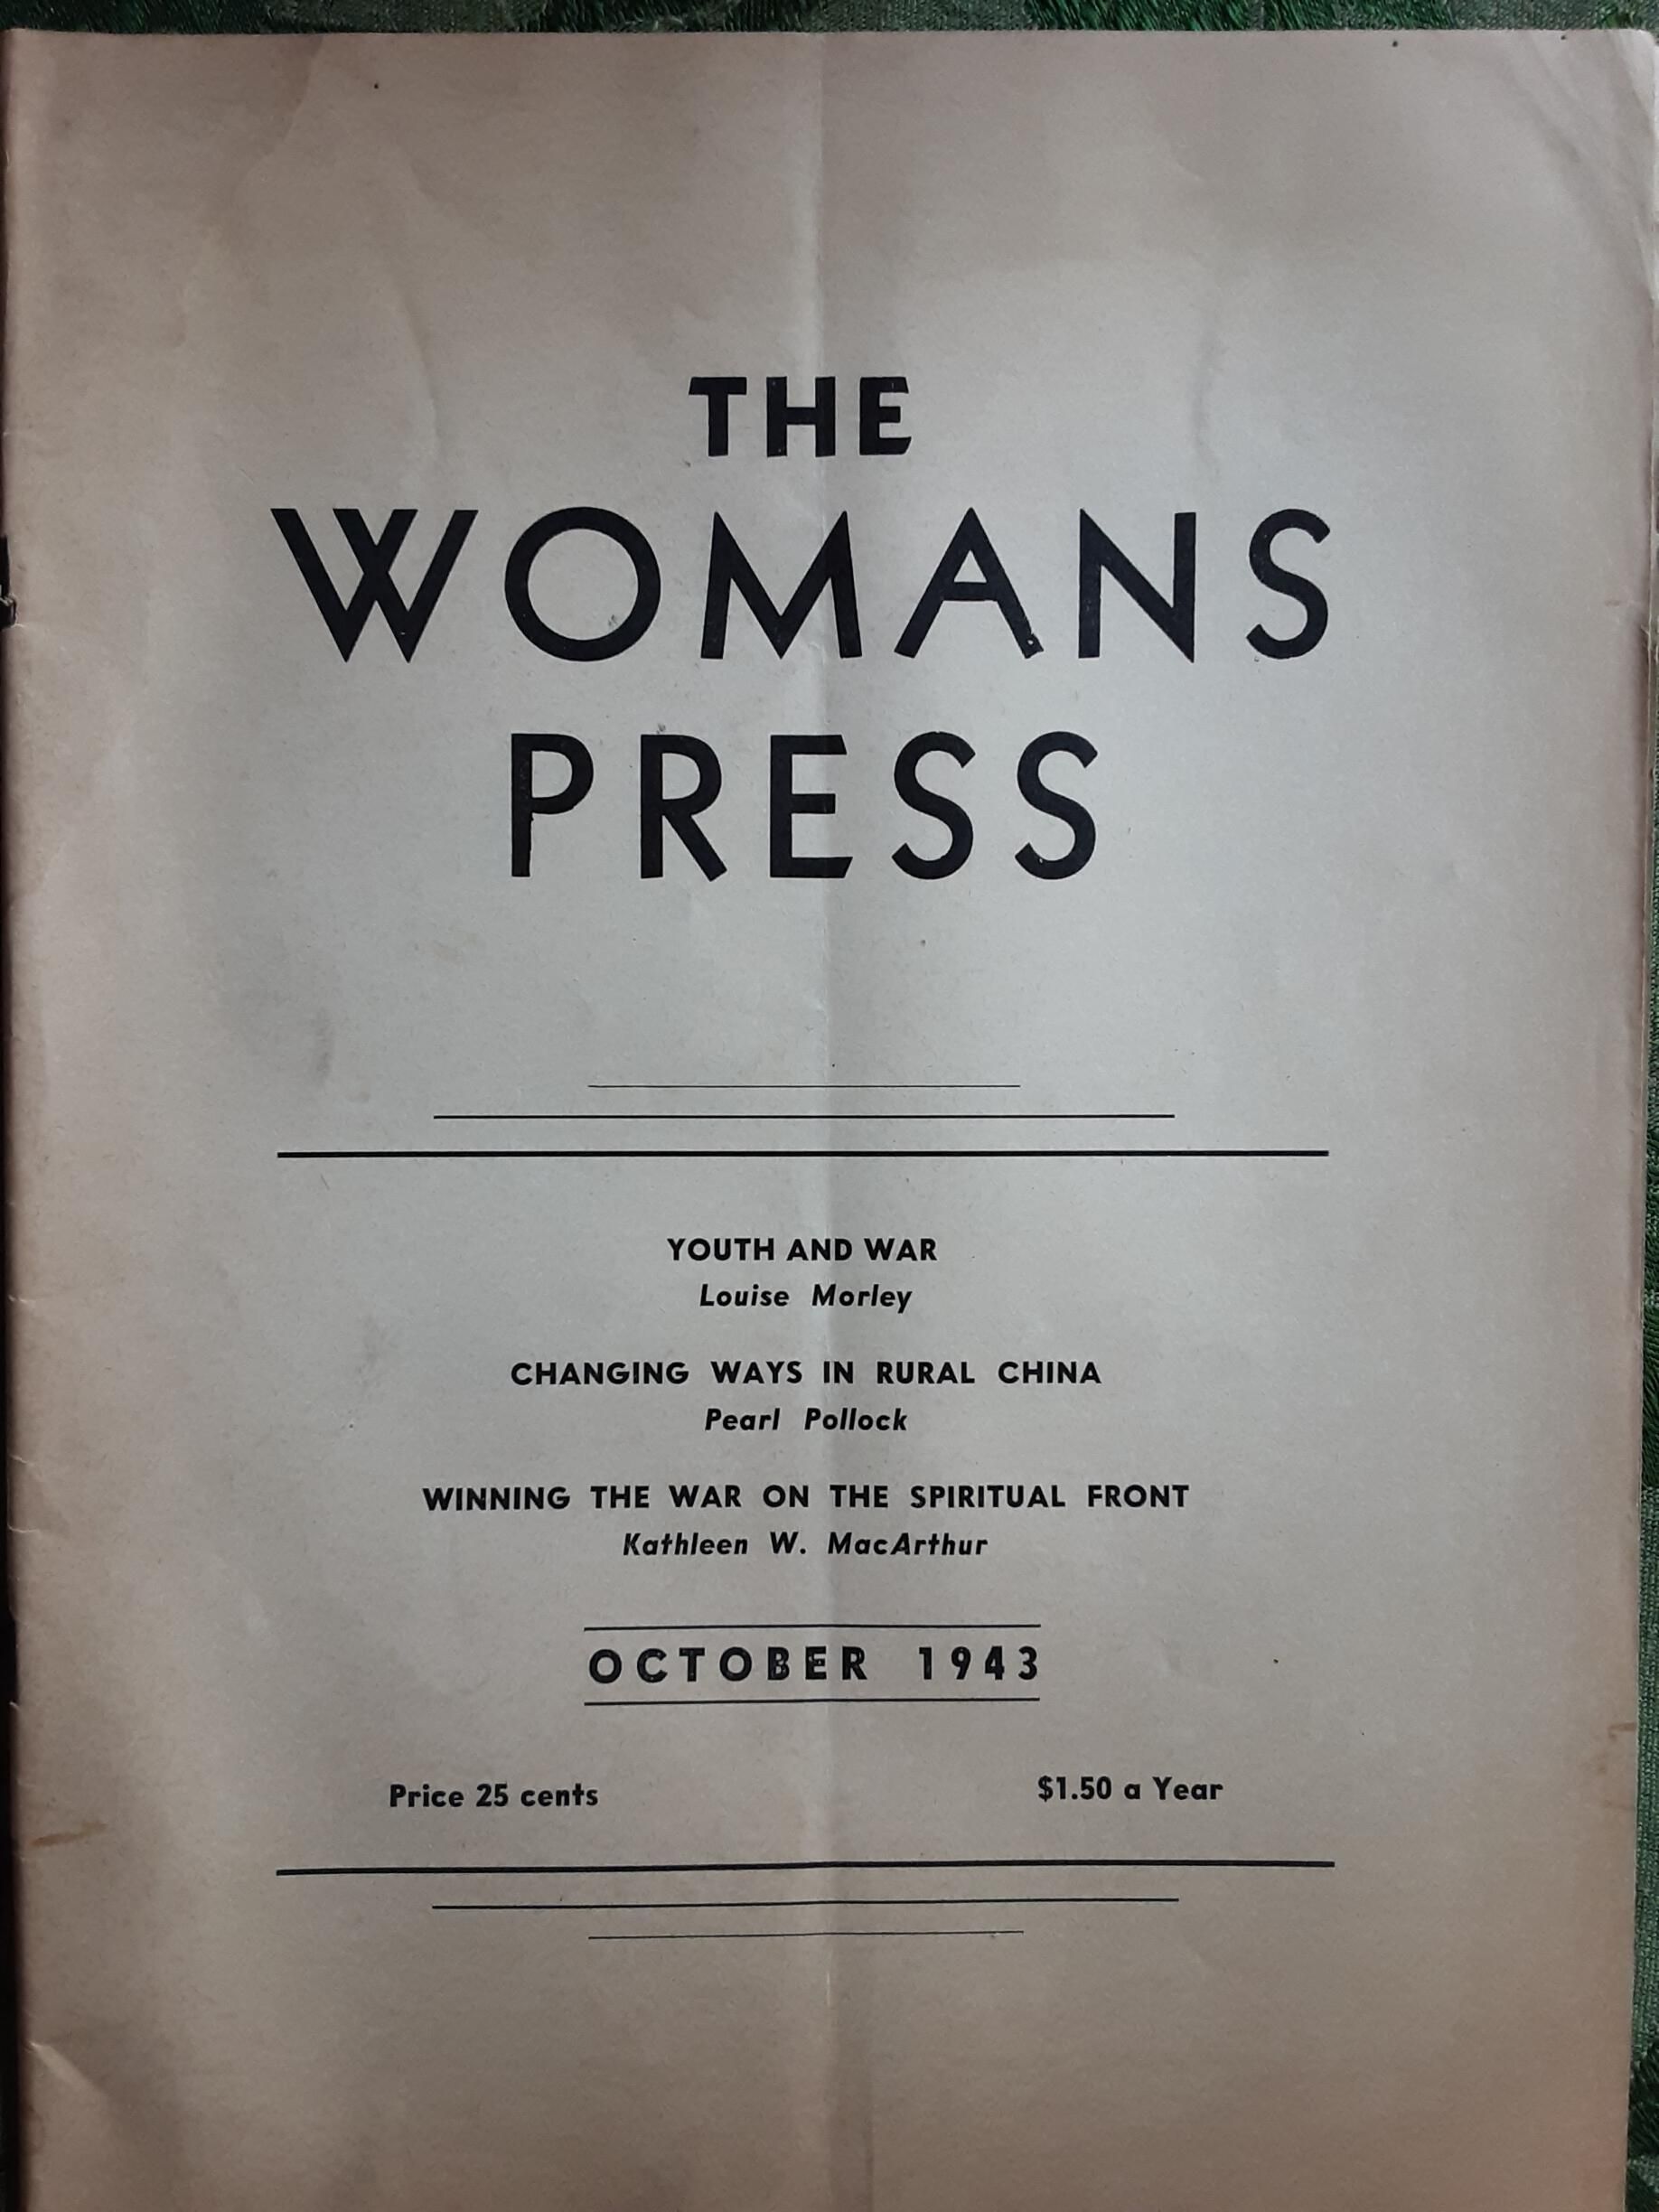 THE
WOMANS
PRESS
YOUTH AND WAR
Louise Morley
CHANGING WAYS IN RURAL CHINA
Pearl Pollock
WINNING THE WAR ON THE SPIRITUAL FRONT
Kathleen W. MacArthur
OCTOBER 1943
Price 25 cents
$1.50 a Year